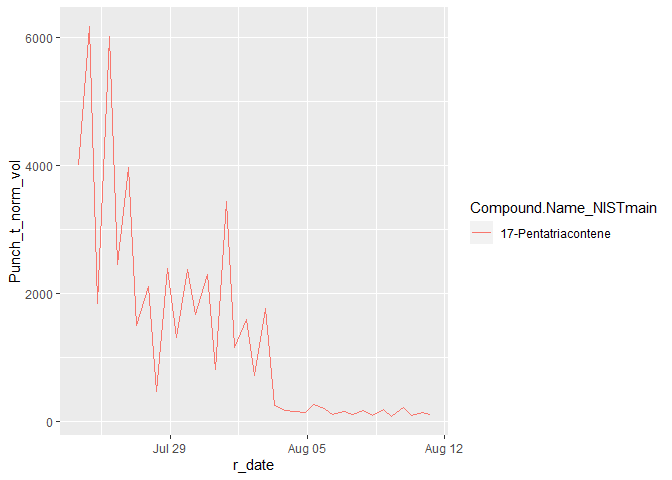 6000
4000
2000
0
Punch_t_norm_vol
Jul 29
Aug 05
Aug 12
r_date
Compound.Name_NISTmain
17-Pentatriacontene